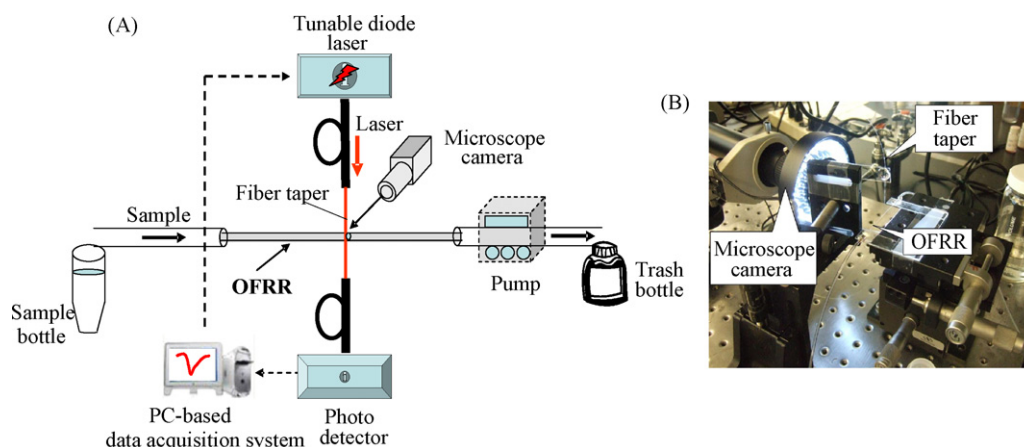 (A)
Tunable diode
laser
Laser
Microscope
camera
Fiber taper
Sample
OFRR
Pump
Sample
bottle
Trash
bottle
PC-based
data acquisition system
Photo
detector
(B)
Fiber
taper
OFRR
Microscope
camera